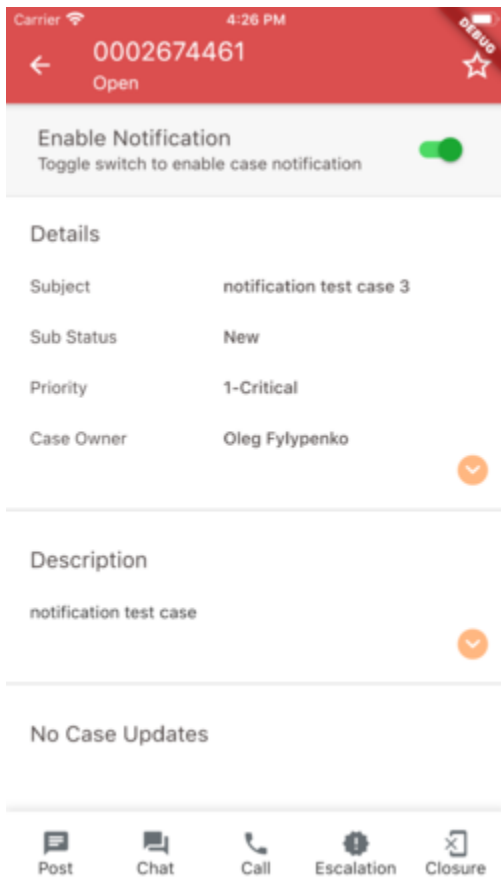 Carrier 4:26 PM
DEBUG
0002674461
Open
Enable Notification
Toggle switch to enable case notification
Details
Subject notification test case 3
Sub Status New
Priority 1-Critical
Case Owner Oleg Fylypenko
Description
notification test case
No Case Updates
Post Chat Call Escalation Closure